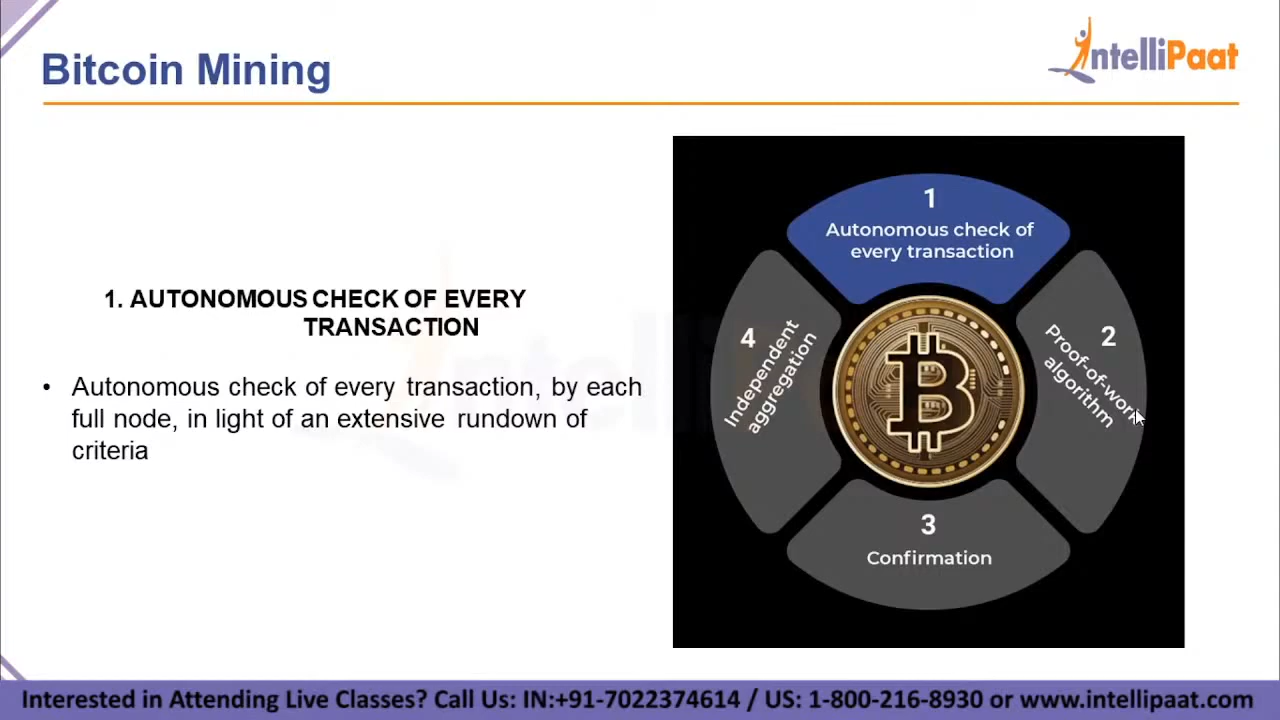 Bitcoin Mining
IntelliPaat
1. AUTONOMOUS CHECK OF EVERY
TRANSACTION
• Autonomous check of every transaction, by each
full node, in light of an extensive rundown of
criteria
1
Autonomous check of
every transaction
2
Proof-of-work
algorithm
3
Confirmation
4
Independent
aggregation
B
Interested in Attending Live Classes? Call Us: IN:+91-7022374614 / US: 1-800-216-8930 or www.intellipaat.com